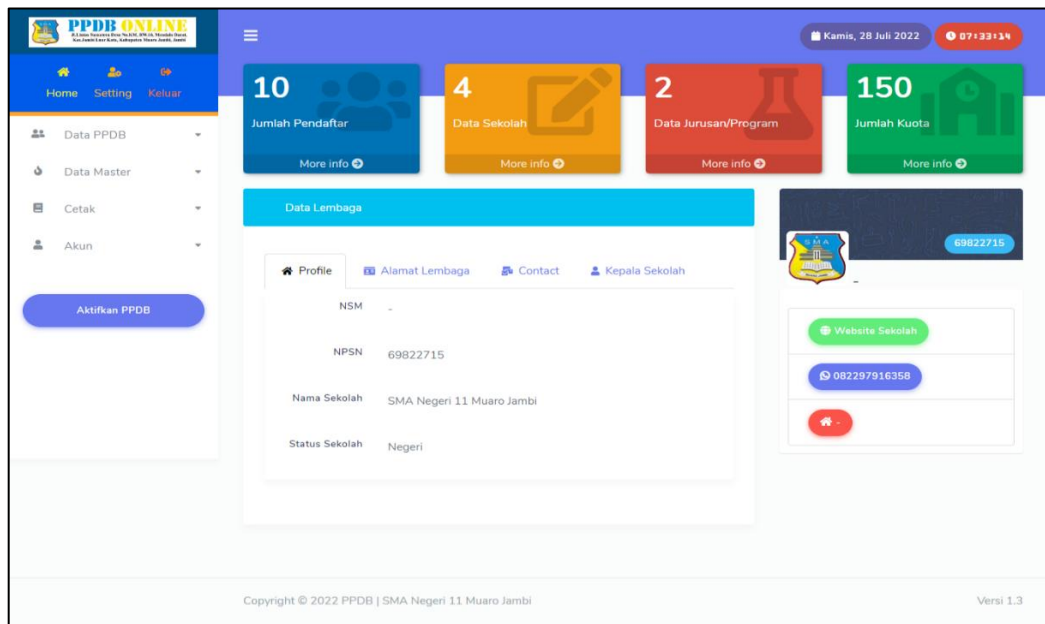 PPDB ONLINE
Home Setting Keluar
Data PPDB
Data Master
Cetak
Akun
Aktifkan PPDB
Kamis, 28 Juli 2022
07:33:14
10
Jumlah Pendaftar
More info
4
Data Sekolah
More info
2
Data Jurusan/Program
More info
150
Jumlah Kuota
More info
Data Lembaga
Profile Alamat Lembaga Contact Kepala Sekolah
NSM -
NPSN 69822715
Nama Sekolah SMA Negeri 11 Muaro Jambi
Status Sekolah Negeri
SMA
69822715
-
Website Sekolah
082297916358
-
Copyright © 2022 PPDB | SMA Negeri 11 Muaro Jambi
Versi 1.3